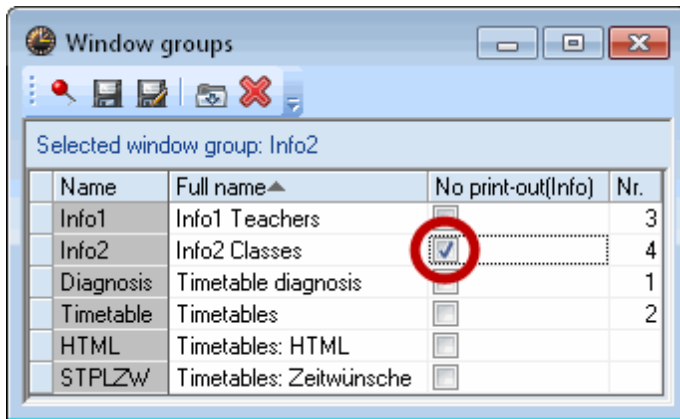 Window groups
Selected window group: Info2
Name Full name No print-out(Info) Nr.
Info1 Info1 Teachers 3
Info2 Info2 Classes 4
Diagnosis Timetable diagnosis 1
Timetable Timetables 2
HTML Timetables: HTML
STPLZW Timetables: Zeitwünsche